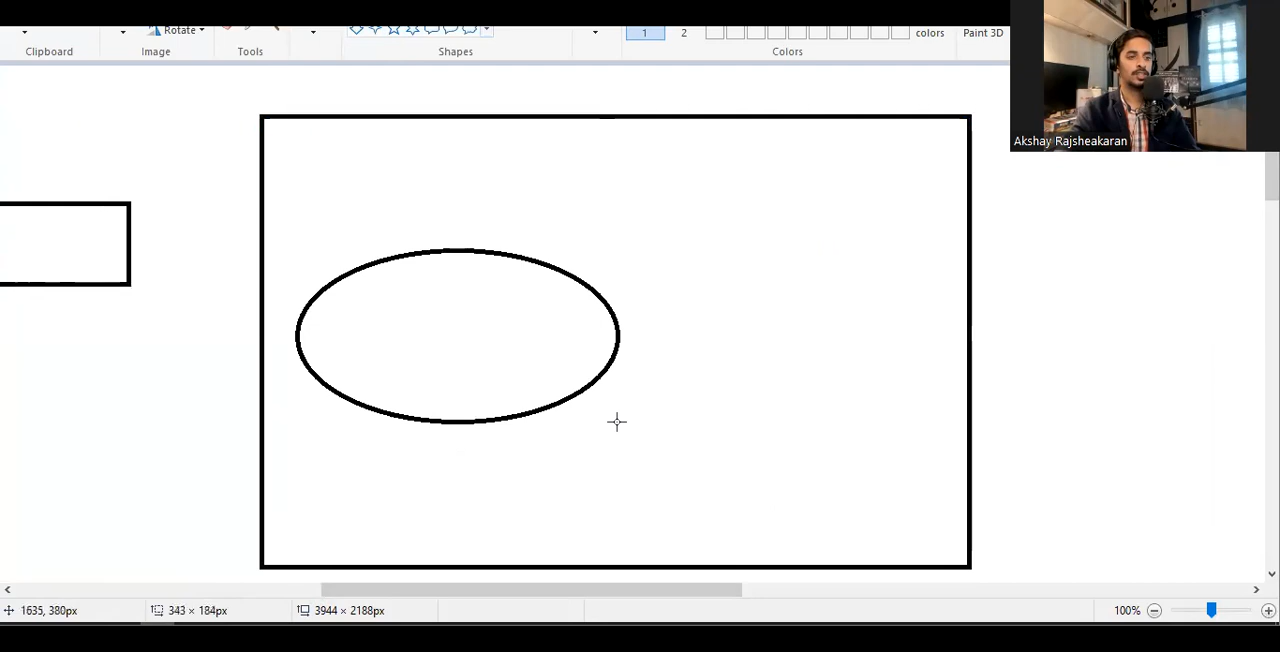 Rotate
1
2
colors
Paint 3D
Clipboard
Image
Tools
Shapes
Colors
Akshay Rajsheakaran
1635, 380px
343 × 184px
3944 × 2188px
100%